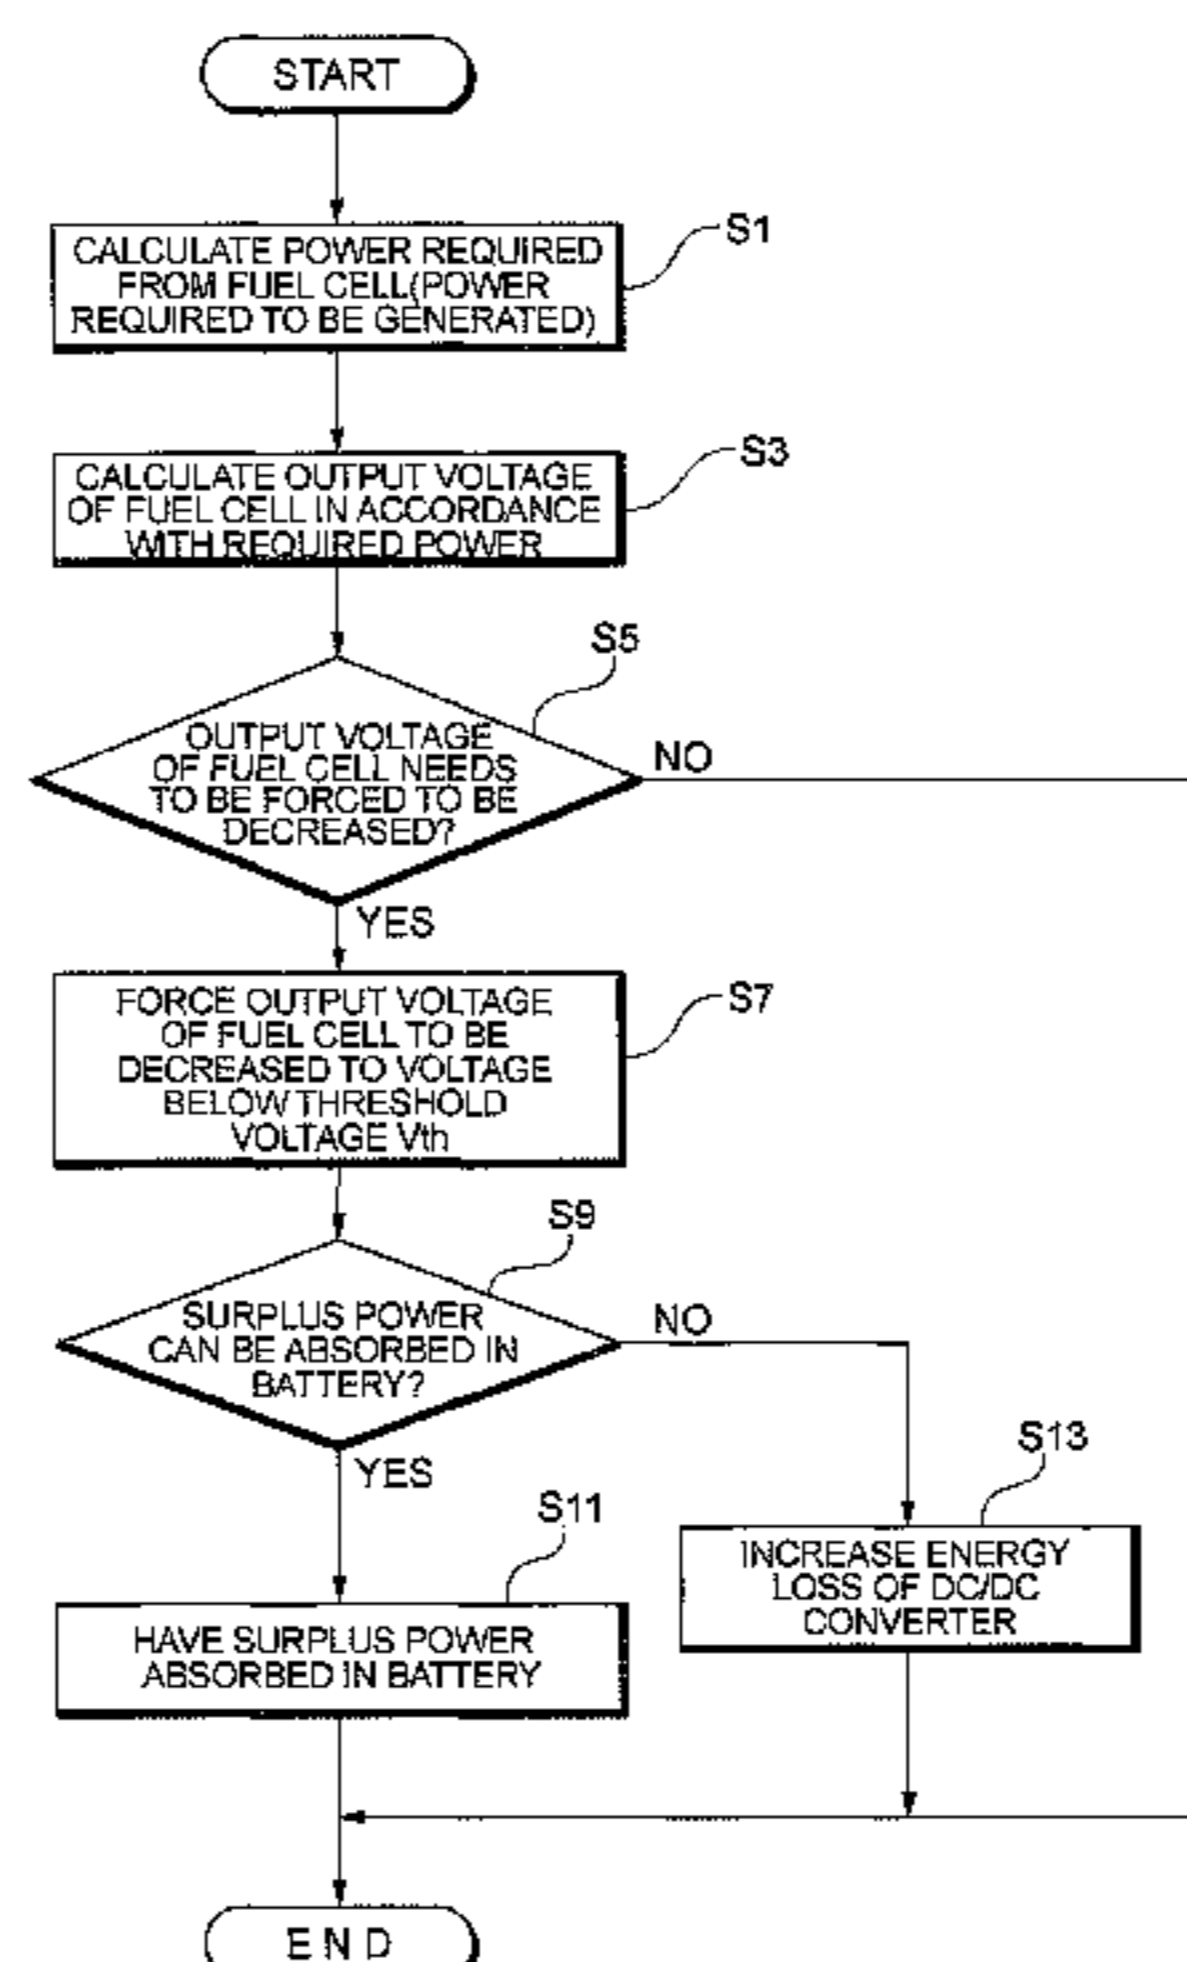 START
S1
CALCULATE POWER REQUIRED
FROM FUEL CELL(POWER
REQUIRED TO BE GENERATED)
S3
CALCULATE OUTPUT VOLTAGE
OF FUEL CELL IN ACCORDANCE
WITH REQUIRED POWER
S5
OUTPUT VOLTAGE
OF FUEL CELL NEEDS
TO BE FORCED TO BE
DECREASED?
NO
YES
S7
FORCE OUTPUT VOLTAGE
OF FUEL CELL TO BE
DECREASED TO VOLTAGE
BELOW THRESHOLD
VOLTAGE Vth
S9
SURPLUS POWER
CAN BE ABSORBED IN
BATTERY?
NO
YES
S13
INCREASE ENERGY
LOSS OF DC/DC
CONVERTER
S11
HAVE SURPLUS POWER
ABSORBED IN BATTERY
E N D